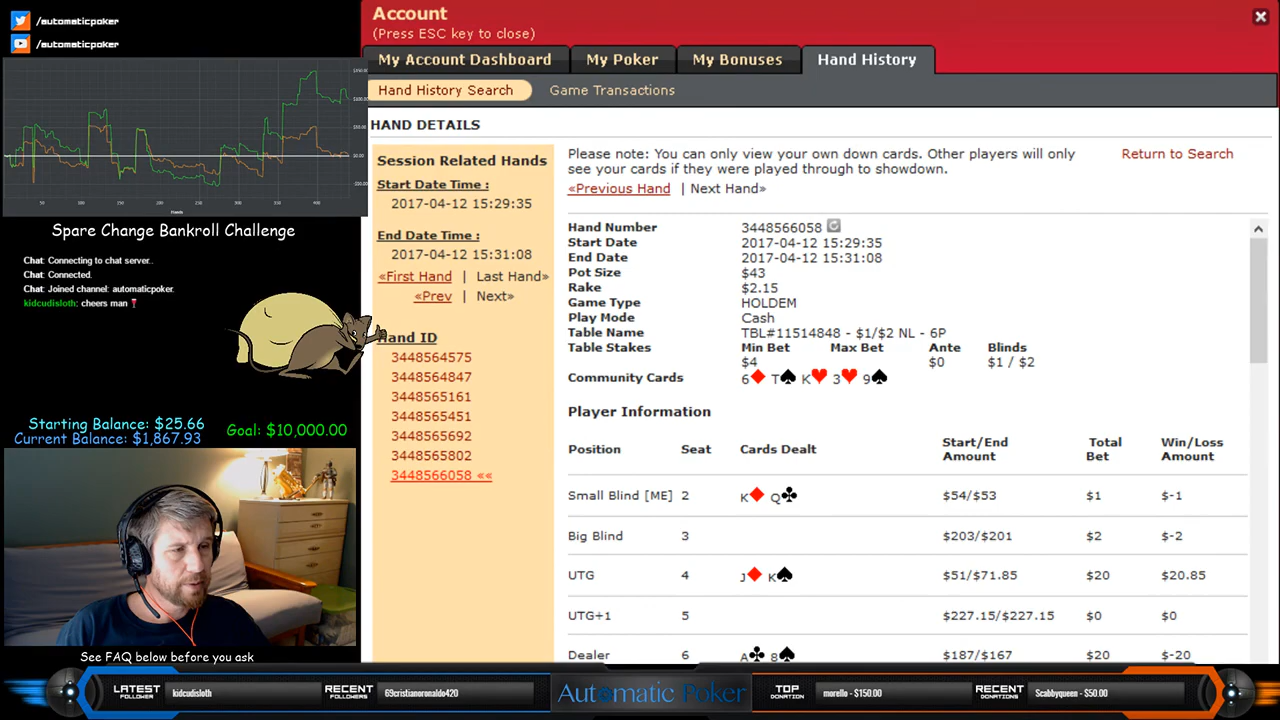 /automaticpoker
/automaticpoker
50 100 150 200 250 300 350 400
Hands
Spare Change Bankroll Challenge
Chat: Connecting to chat server..
Chat: Connected.
Chat: Joined channel: automaticpoker.
kidcudisloth: cheers man
Starting Balance: $25.66
Current Balance: $1,867.93
Goal: $10,000.00
See FAQ below before you ask
Account
(Press ESC key to close)
My Account Dashboard
My Poker
My Bonuses
Hand History
Hand History Search
Game Transactions
HAND DETAILS
Session Related Hands
Start Date Time :
2017-04-12 15:29:35
End Date Time :
2017-04-12 15:31:08
«First Hand | Last Hand»
«Prev | Next»
Hand ID
3448564575
3448564847
3448565161
3448565451
3448565692
3448565802
3448566058 ««
Please note: You can only view your own down cards. Other players will only
see your cards if they were played through to showdown.
Return to Search
«Previous Hand | Next Hand»
Hand Number 3448566058
Start Date 2017-04-12 15:29:35
End Date 2017-04-12 15:31:08
Pot Size $43
Rake $2.15
Game Type HOLDEM
Play Mode Cash
Table Name TBL#11514848 - $1/$2 NL - 6P
Table Stakes Min Bet Max Bet Ante Blinds
$4 $0 $1 / $2
Community Cards 6♦ T♠ K♥ 3♥ 9♠
Player Information
Position Seat Cards Dealt Start/End Amount Total Bet Win/Loss Amount
Small Blind [ME] 2 K♦ Q♣ $54/$53 $1 $-1
Big Blind 3 $203/$201 $2 $-2
UTG 4 J♦ K♠ $51/$71.85 $20 $20.85
UTG+1 5 $227.15/$227.15 $0 $0
Dealer 6 A♣ 8♠ $187/$167 $20 $-20
LATEST FOLLOWER kidcudisloth
RECENT FOLLOWERS 69cristianoronaldo420
Automatic Poker
TOP DONATION morello - $150.00
RECENT DONATIONS Scabbyqueen - $50.00